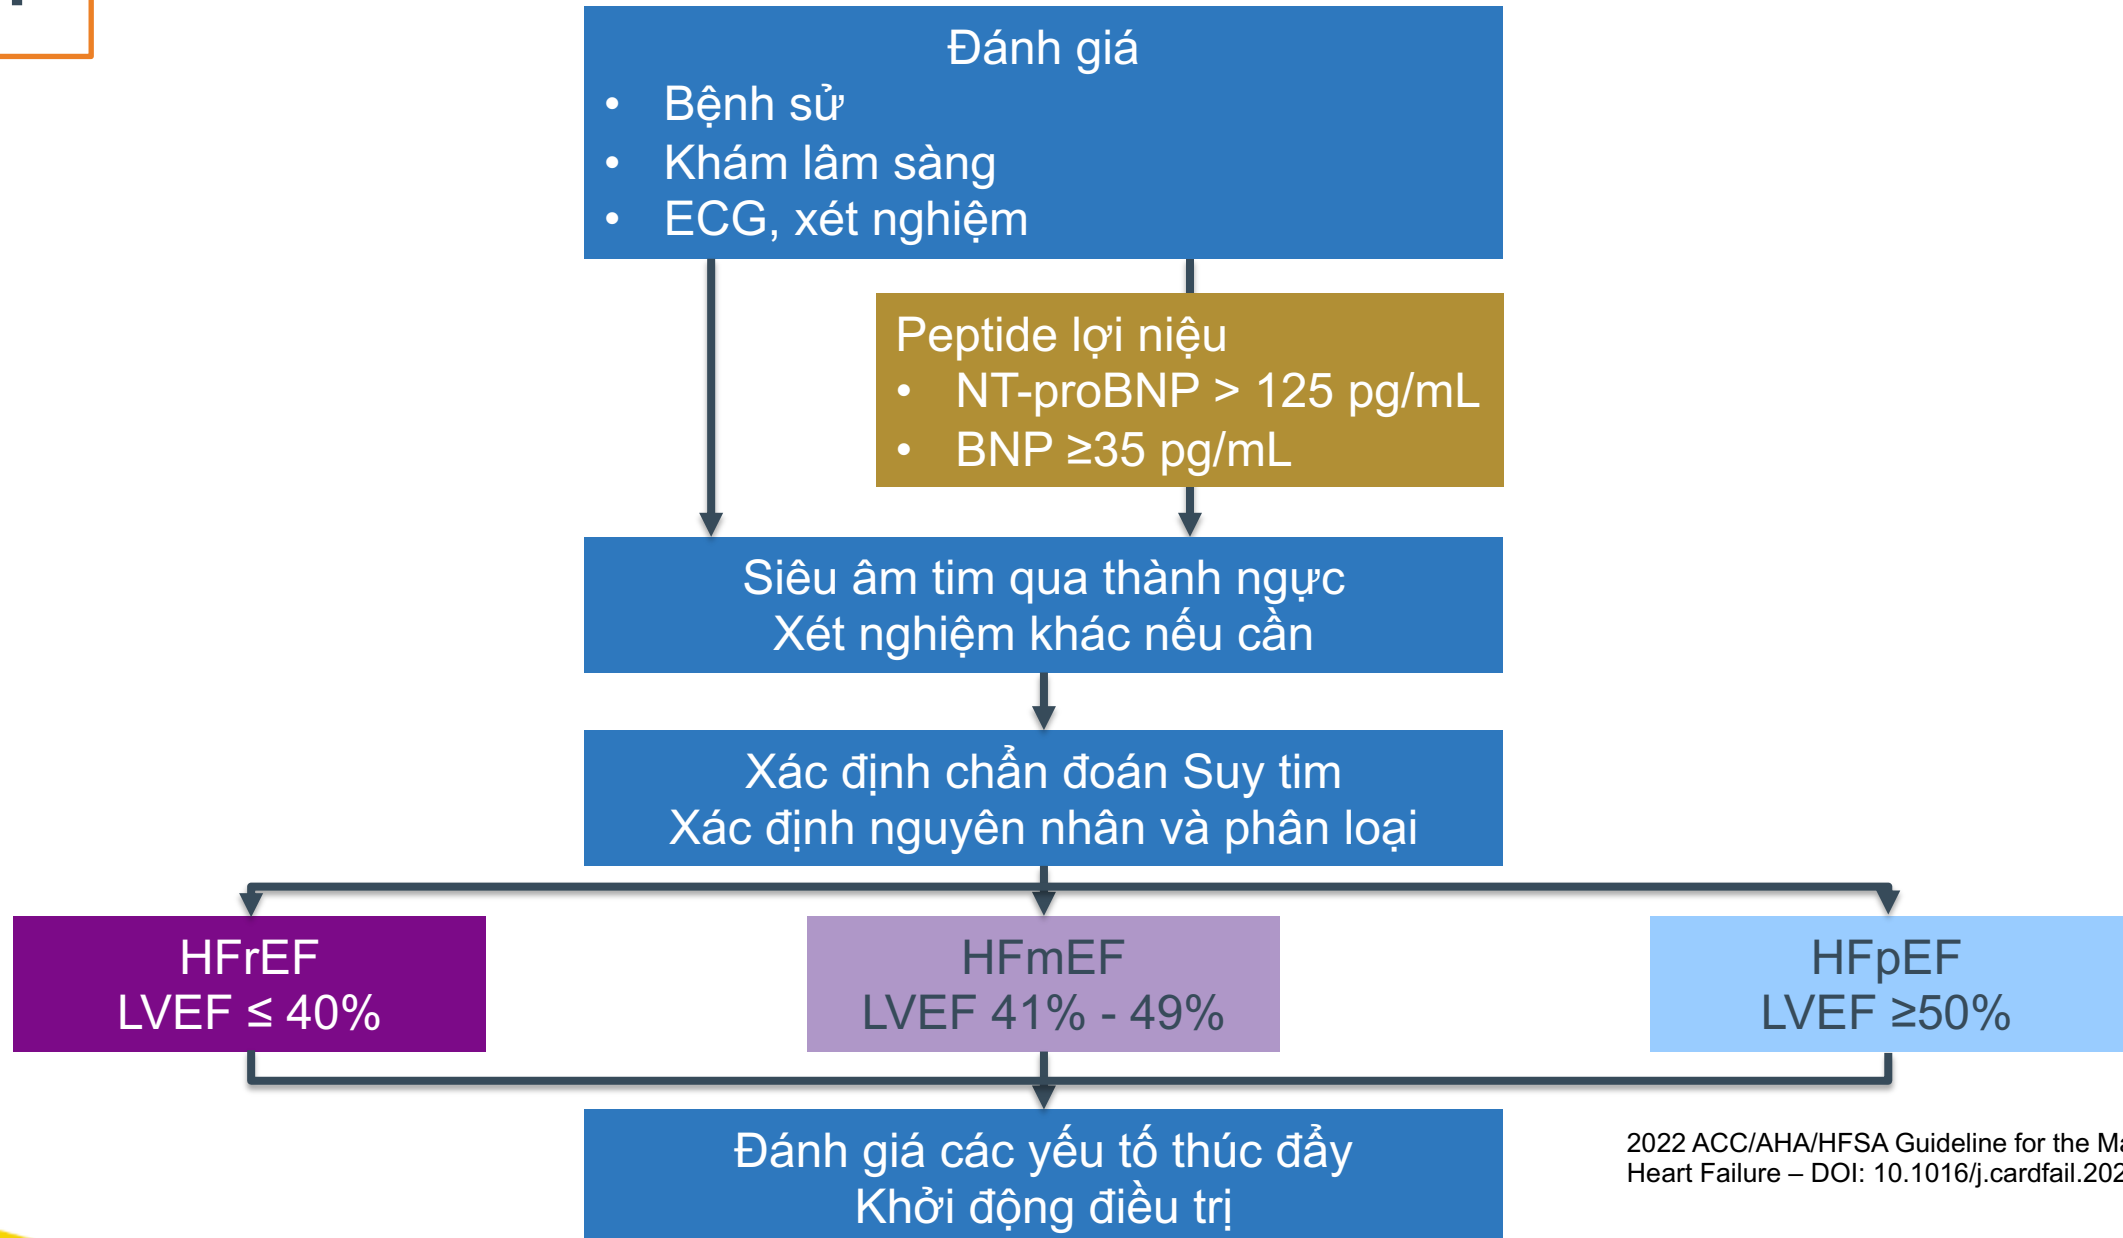 Đánh giá
• Bệnh sử
• Khám lâm sàng
• ECG, xét nghiệm
Peptide lợi niệu
• NT-proBNP > 125 pg/mL
• BNP ≥35 pg/mL
Siêu âm tim qua thành ngực
Xét nghiệm khác nếu cần
Xác định chẩn đoán Suy tim
Xác định nguyên nhân và phân loại
HFrEF
LVEF ≤ 40%
HFmEF
LVEF 41% - 49%
HFpEF
LVEF ≥50%
Đánh giá các yếu tố thúc đẩy
Khởi động điều trị
2022 ACC/AHA/HFSA Guideline for the
Heart Failure – DOI: 10.1016/j.cardfail.202